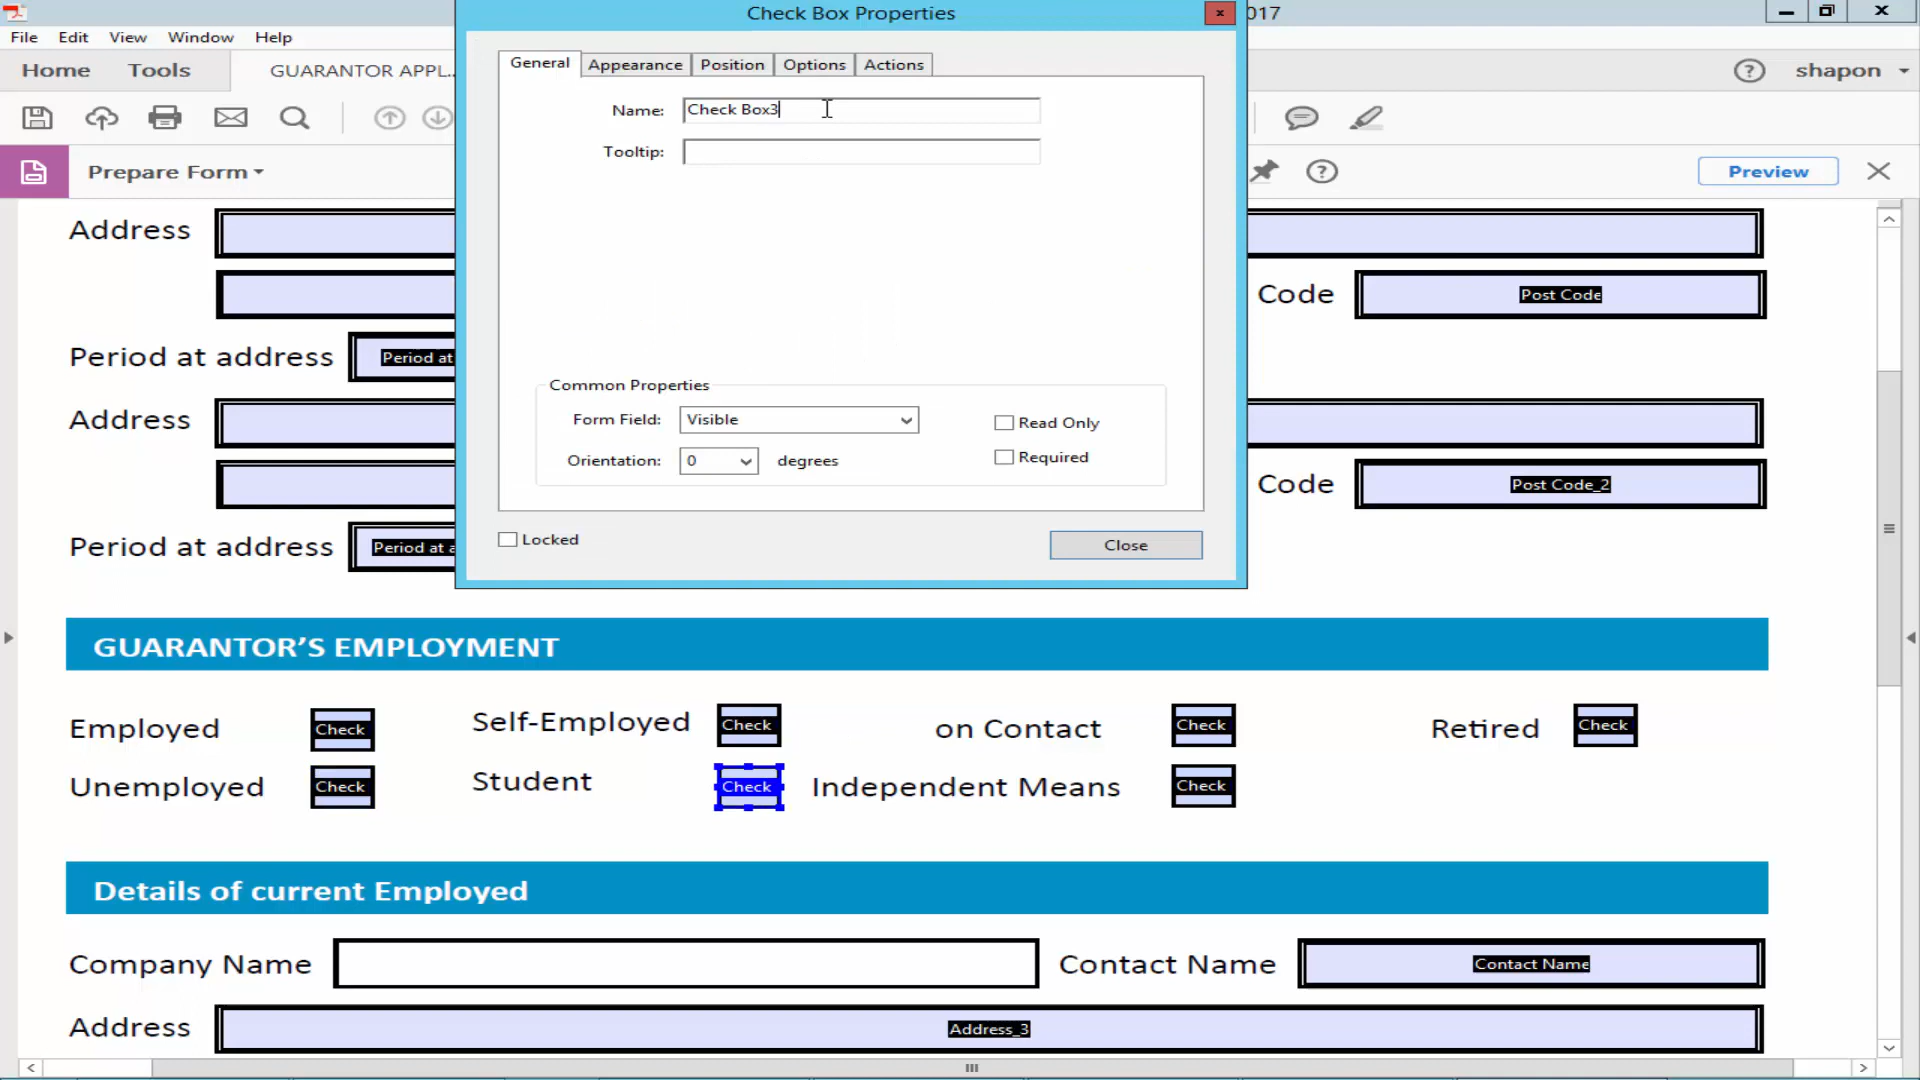 Check Box Properties
017
File Edit View Window Help
Home Tools GUARANTOR APPL...
shapon
General Appearance Position Options Actions
Name: Check Box3
Tooltip:
Prepare Form
Preview
Address
Code Post Code
Period at address Period at
Common Properties
Form Field: Visible
Read Only
Orientation: 0 degrees
Required
Address
Code Post Code_2
Locked
Close
Period at address Period at a
GUARANTOR'S EMPLOYMENT
Employed Check Self-Employed Check on Contact Check Retired Check
Unemployed Check Student Check Independent Means Check
Details of current Employed
Company Name Contact Name Contact Name
Address Address_3